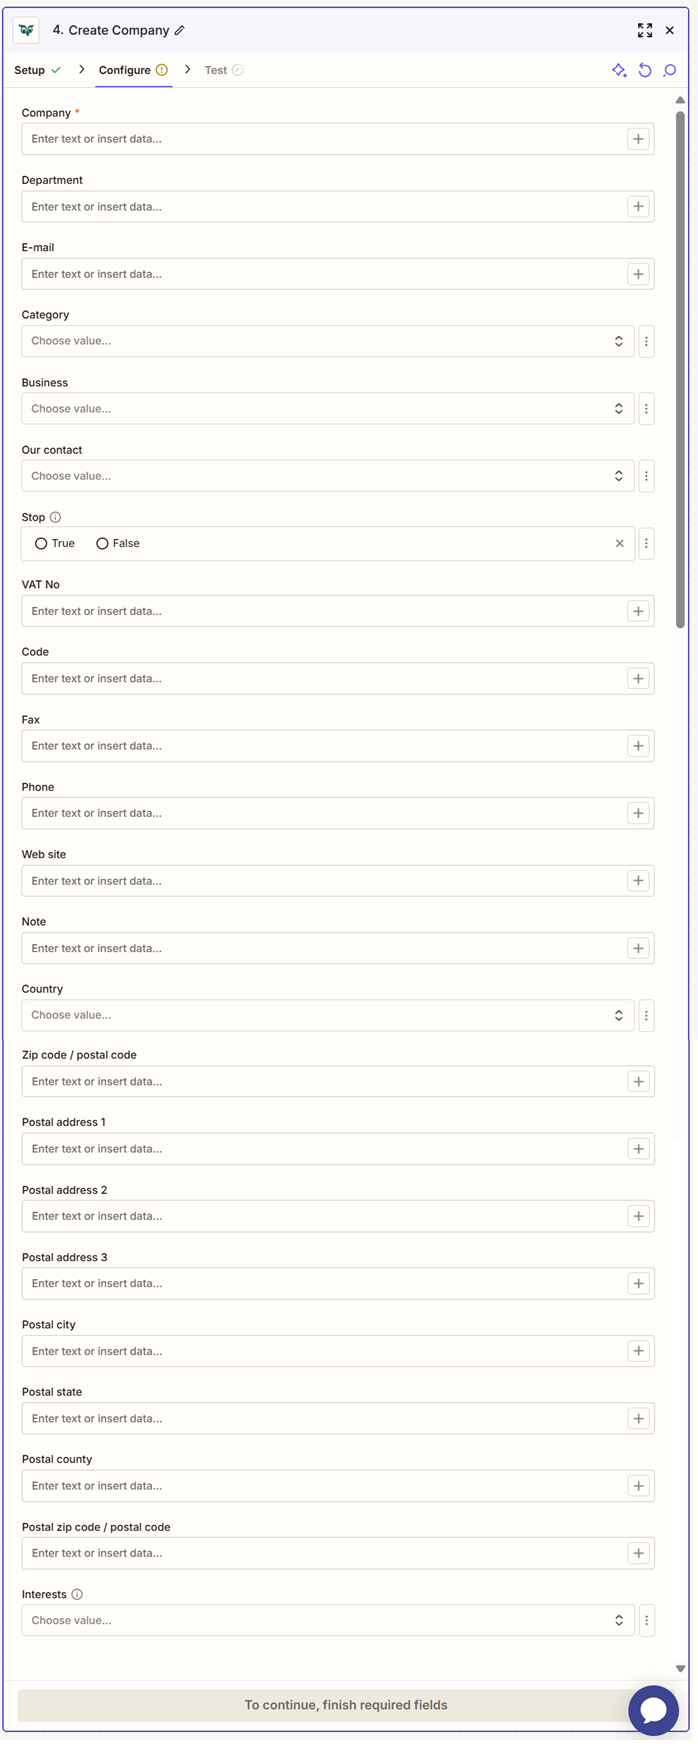 4. Create Company
Setup Configure Test
Company *
Enter text or insert data...
Department
Enter text or insert data...
E-mail
Enter text or insert data...
Category
Choose value...
Business
Choose value...
Our contact
Choose value...
Stop
True False
VAT No
Enter text or insert data...
Code
Enter text or insert data...
Fax
Enter text or insert data...
Phone
Enter text or insert data...
Web site
Enter text or insert data...
Note
Enter text or insert data...
Country
Choose value...
Zip code / postal code
Enter text or insert data...
Postal address 1
Enter text or insert data...
Postal address 2
Enter text or insert data...
Postal address 3
Enter text or insert data...
Postal city
Enter text or insert data...
Postal state
Enter text or insert data...
Postal county
Enter text or insert data...
Postal zip code / postal code
Enter text or insert data...
Interests
Choose value...
To continue, finish required fields